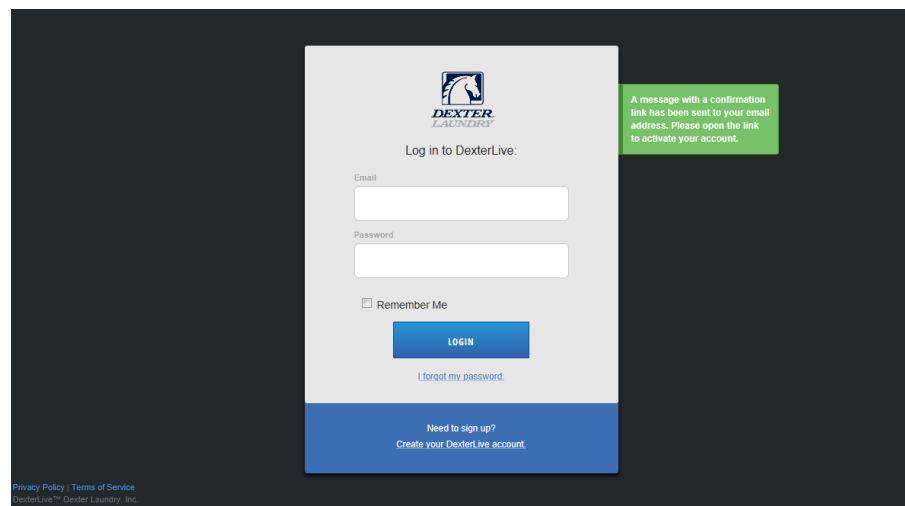 DEXTER
LAUNDRY
Log in to DexterLive:
Email
Password
Remember Me
LOGIN
I forgot my password.
Need to sign up?
Create your DexterLive account.
A message with a confirmation
link has been sent to your email
address. Please open the link
to activate your account.
Privacy Policy | Terms of Service
DexterLive™ Dexter Laundry, Inc.